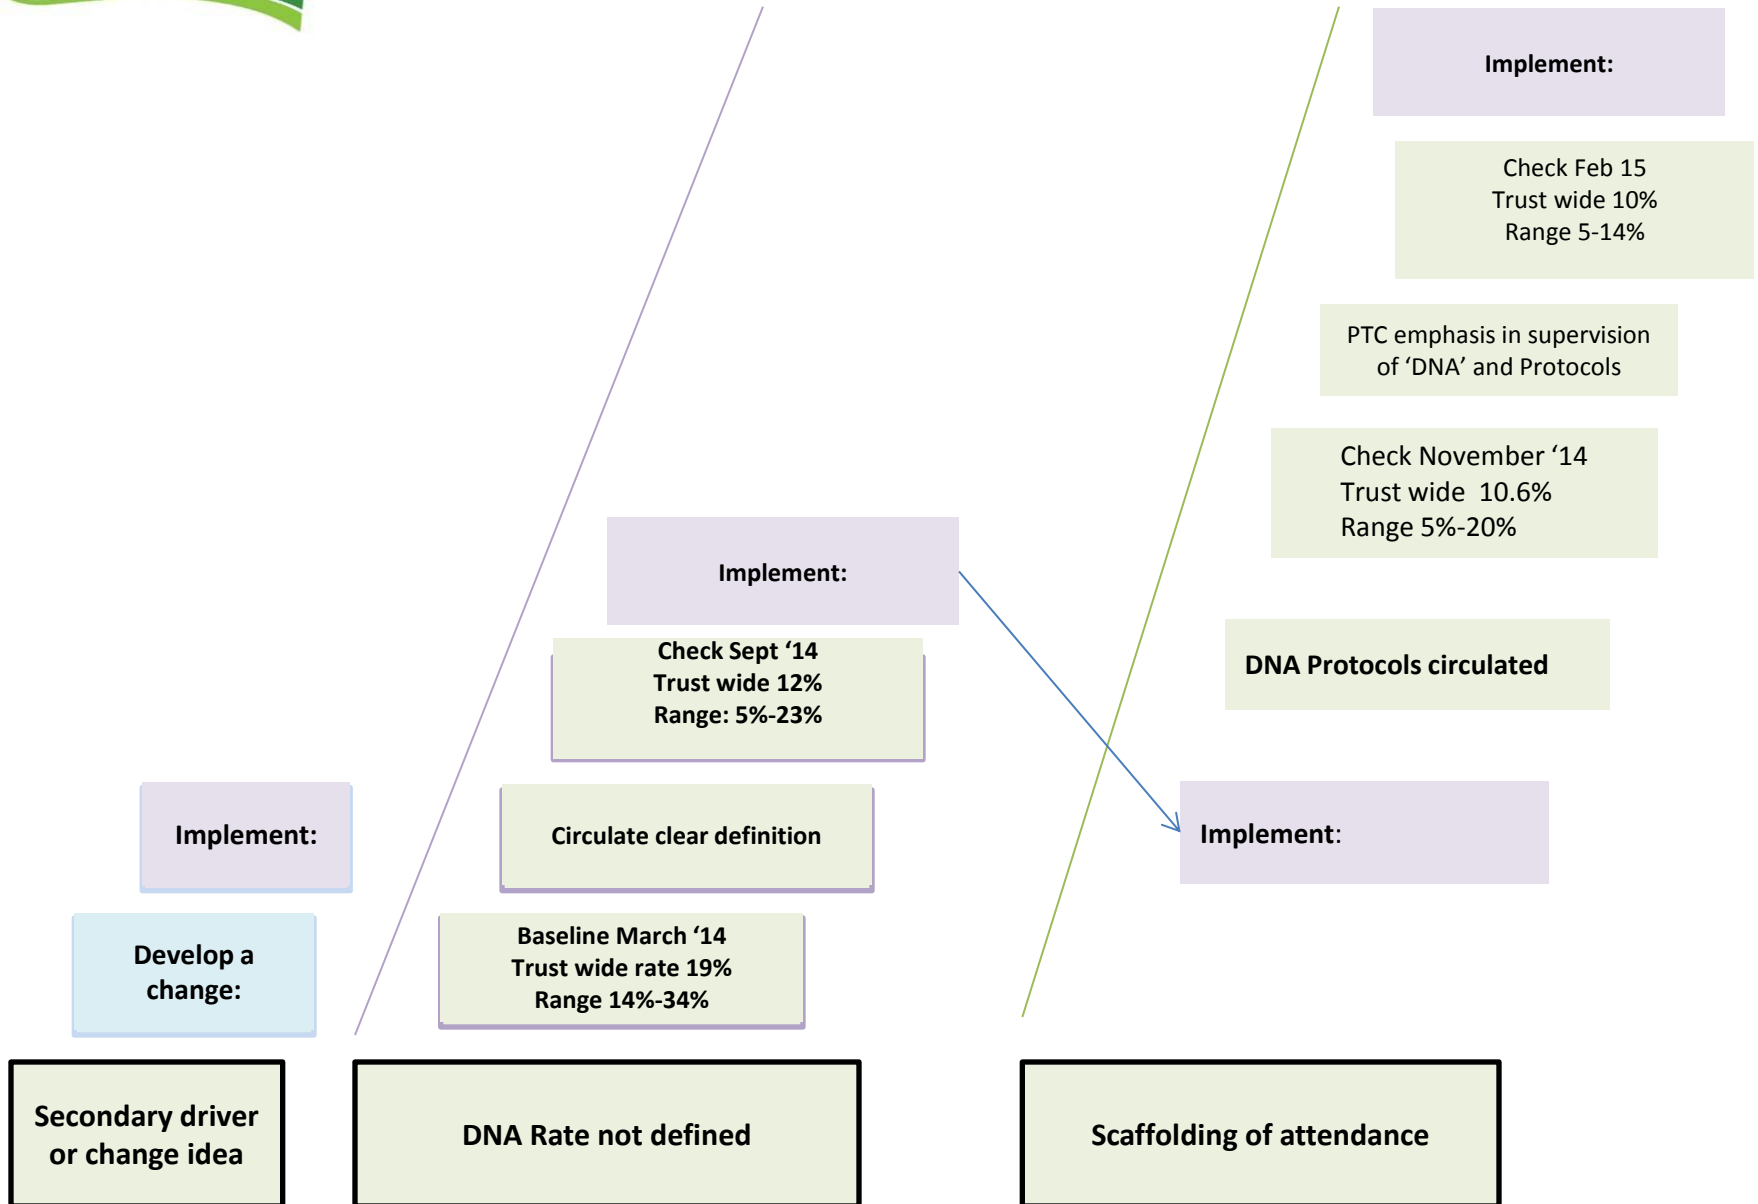 Implement:
Check Feb 15
Trust wide 10%
Range 5-14%
PTC emphasis in supervision
of ‘DNA’ and Protocols
Check November ‘14
Trust wide  10.6%
Range 5%-20%
DNA Protocols circulated
Implement:
Implement:
Check Sept ‘14
Trust wide 12%
Range: 5%-23%
Circulate clear definition
Baseline March ‘14
Trust wide rate 19%
Range 14%-34%
Implement:
Develop a
change:
Secondary driver
or change idea
DNA Rate not defined
Scaffolding of attendance